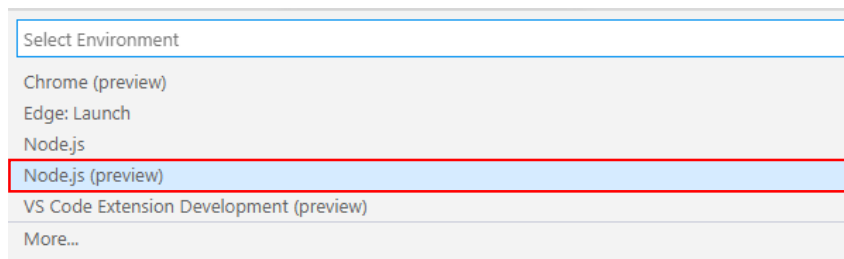 Select Environment
Chrome (preview)
Edge: Launch
Node.js
Node.js (preview)
VS Code Extension Development (preview)
More...